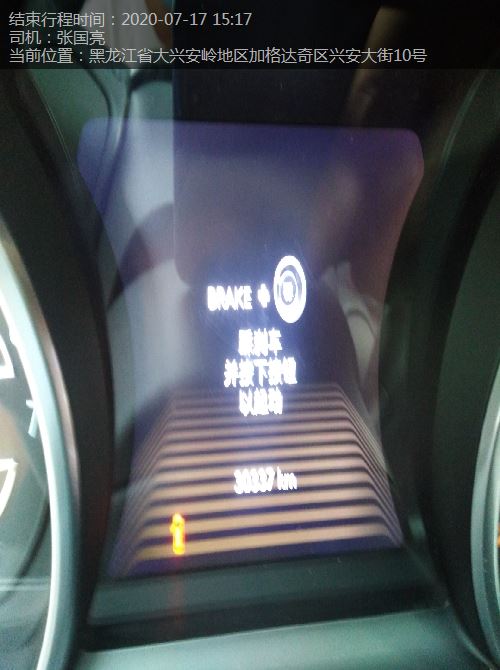 结束行程时间：2020-07-17 15:17
司机：张国亮
当前位置：黑龙江省大兴安岭地区加格达奇区兴安大街10号
BRAKE +
踩刹车
并按下按钮
以启动
30337 km